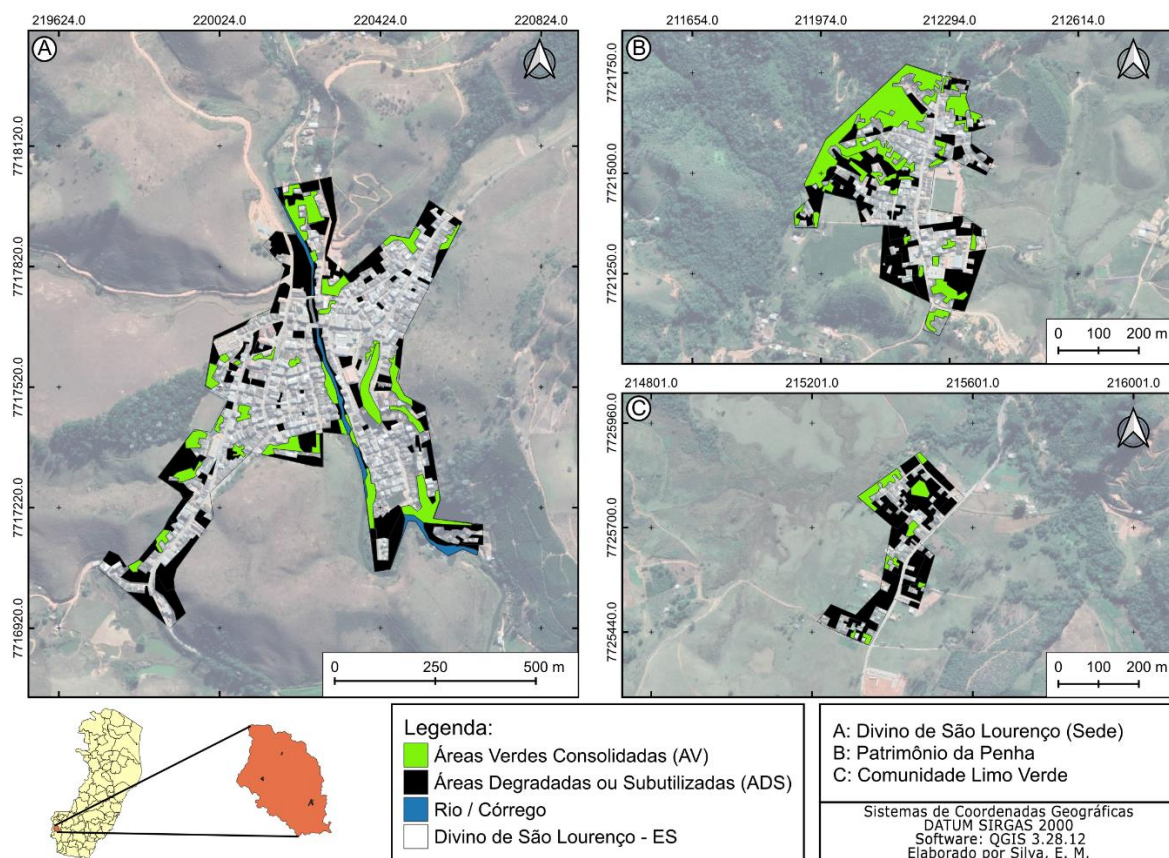 219624.0 220024.0 220424.0 220824.0
A
7718120.0
7717820.0
7717520.0
7717220.0
7716920.0
0 250 500 m
211654.0 211974.0 212294.0 212614.0
B
7721750.0
7721500.0
7721250.0
0 100 200 m
214801.0 215201.0 215601.0 216001.0
C
7725960.0
7725700.0
7725440.0
0 100 200 m
Legenda:
Áreas Verdes Consolidadas (AV)
Áreas Degradadas ou Subutilizadas (ADS)
Rio / Córrego
Divino de São Lourenço - ES
A: Divino de São Lourenço (Sede)
B: Patrimônio da Penha
C: Comunidade Limo Verde
Sistemas de Coordenadas Geográficas
DATUM SIRGAS 2000
Software: QGIS 3.28.12
Elaborado por Silva, E. M.